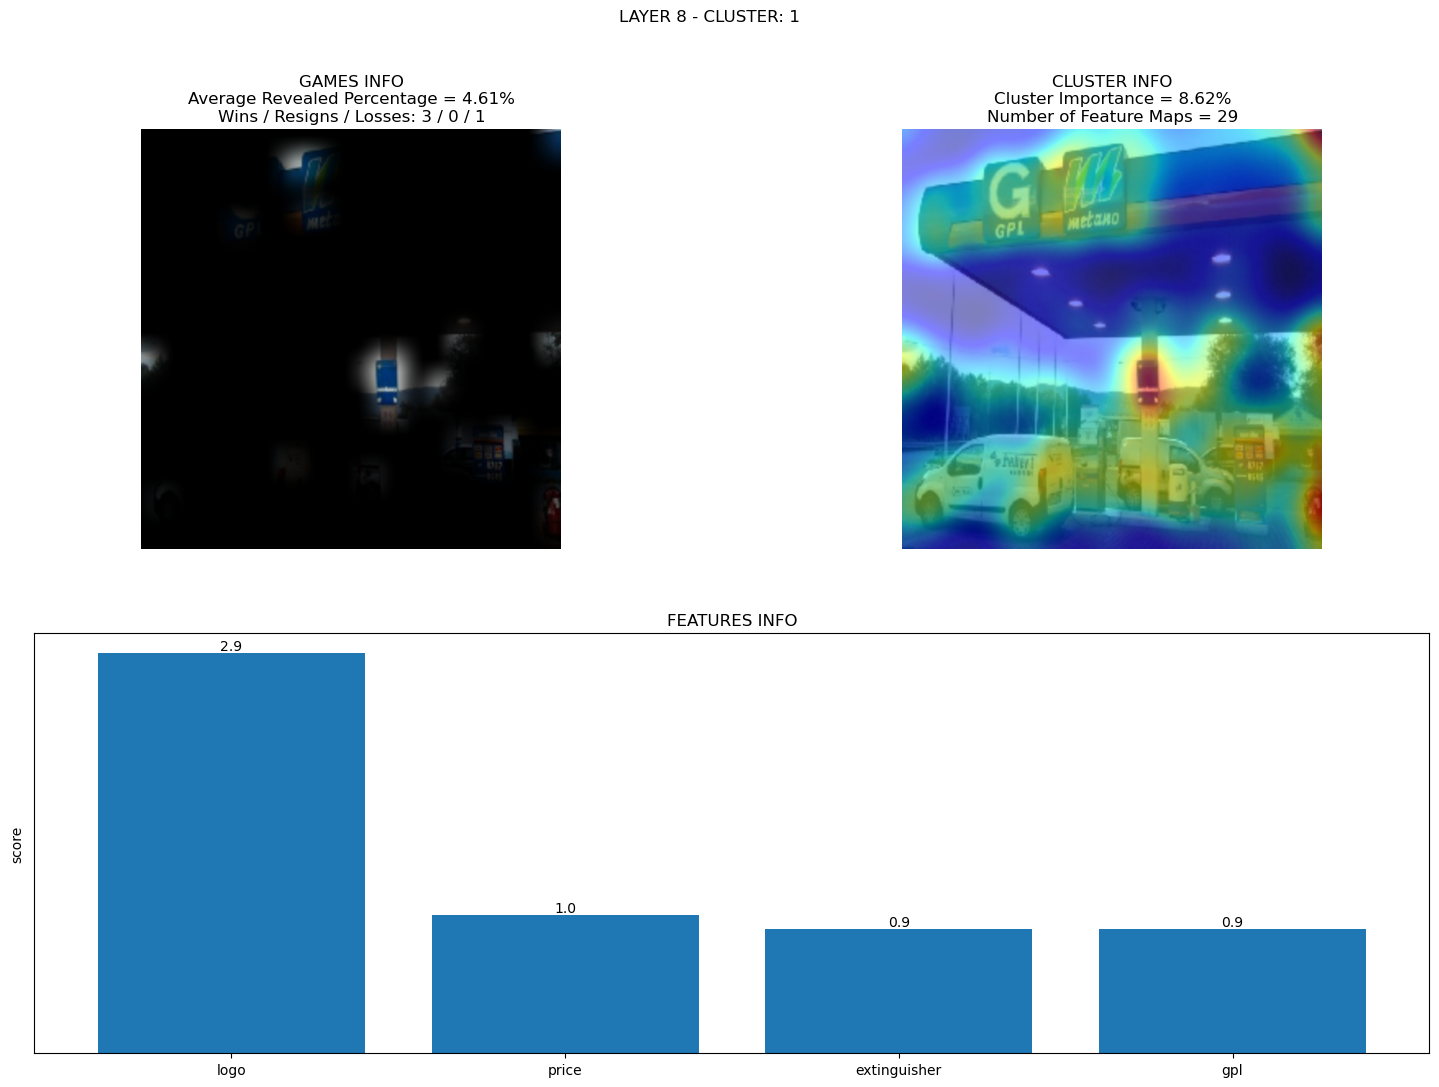 LAYER 8 - CLUSTER: 1
GAMES INFO
Average Revealed Percentage = 4.61%
Wins / Resigns / Losses: 3 / 0 / 1
GPL
meta
CLUSTER INFO
Cluster Importance = 8.62%
Number of Feature Maps = 29
G
GPL
metano
FEATURES INFO
score
2.9
1.0
0.9
0.9
logo
price
extinguisher
gpl